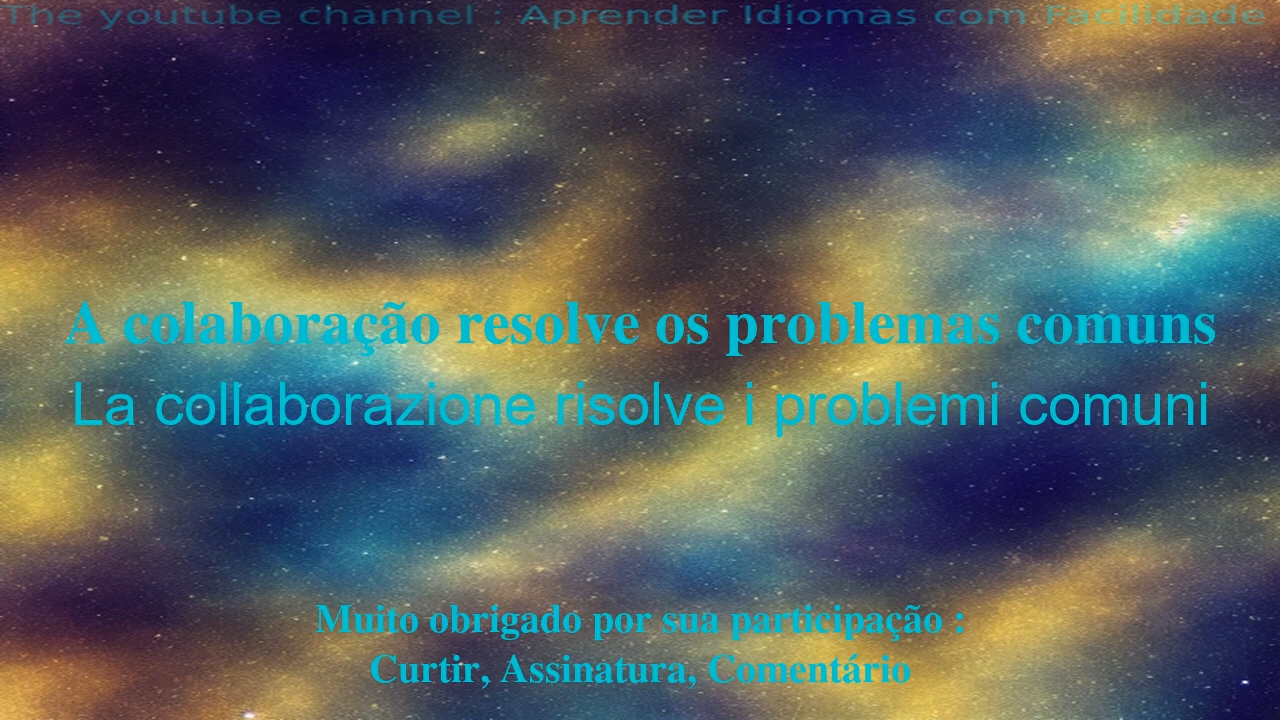 The youtube channel : Aprender Idiomas com Facilidade
A colaboração resolve os problemas comuns
La collaborazione risolve i problemi comuni
Muito obrigado por sua participação :
Curtir, Assinatura, Comentário